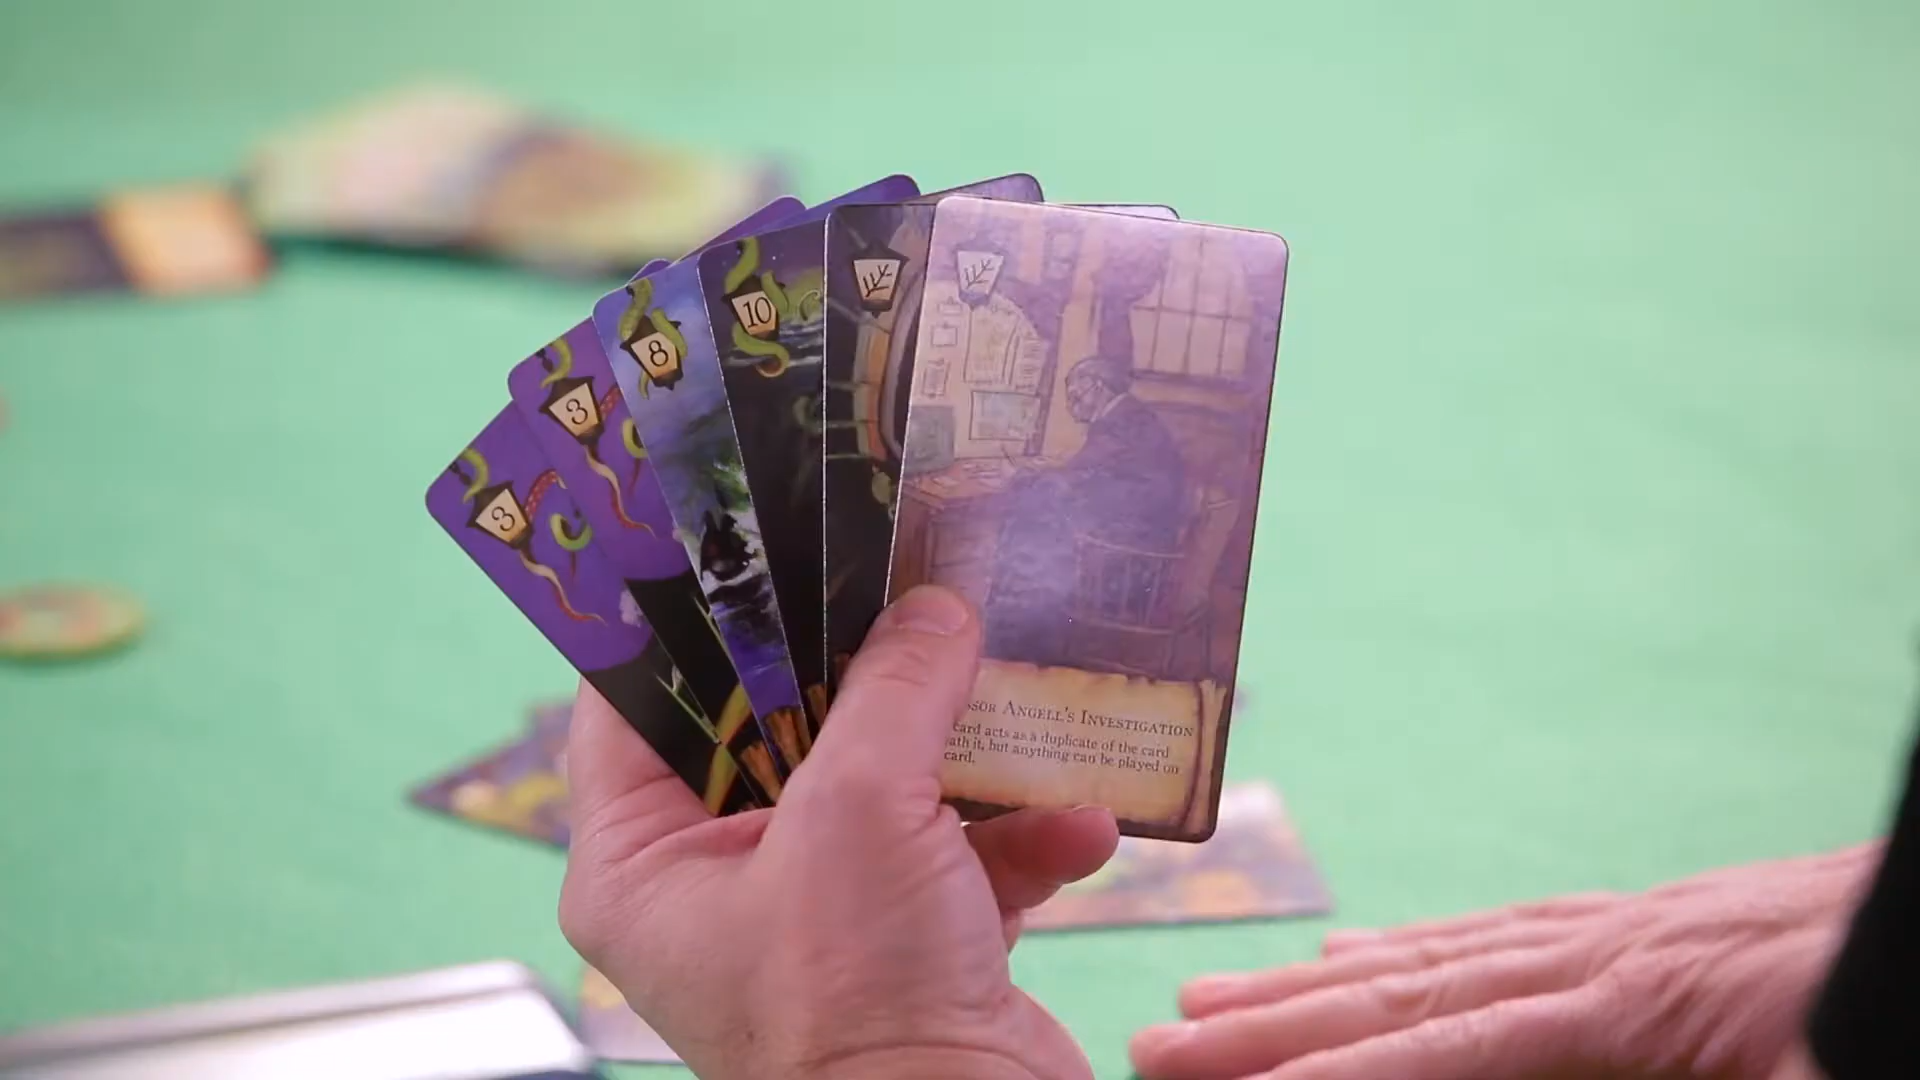 3
3
8
10
SSOR ANGELL'S INVESTIGATION
card acts as a duplicate of the card
ath it, but anything can be played on
card.